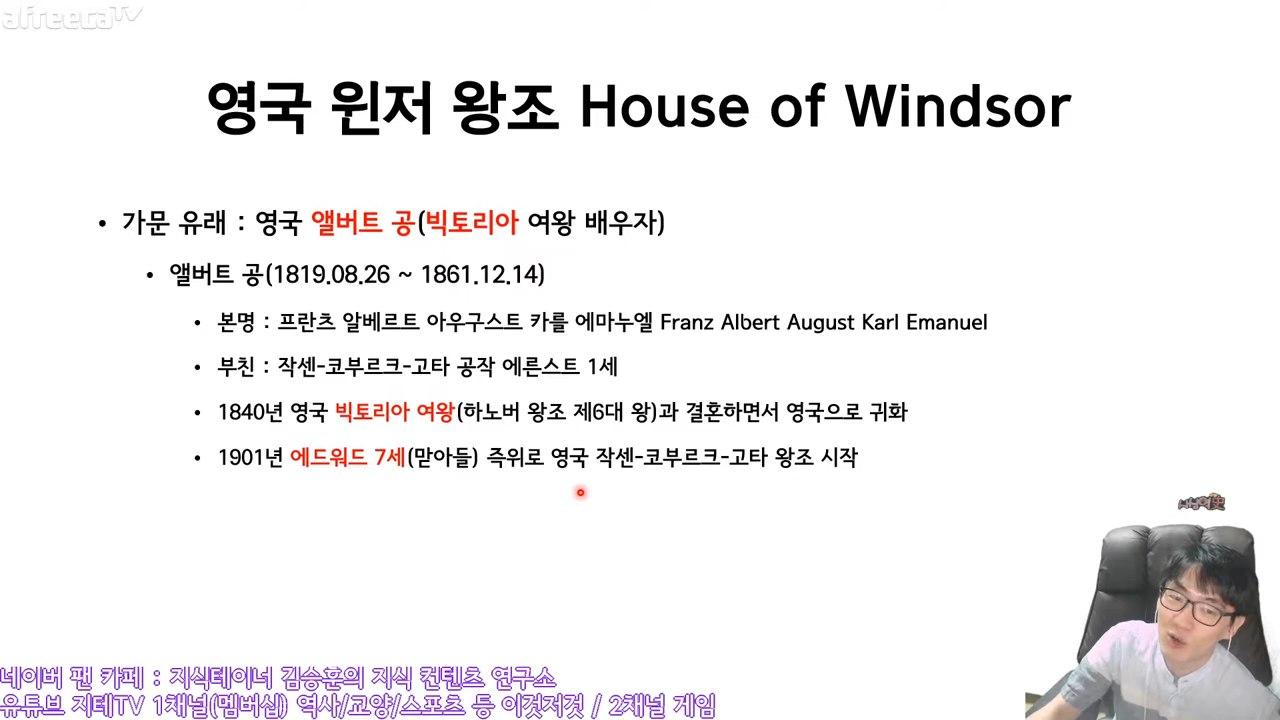 afreecaTV
영국 윈저 왕조 House of Windsor
• 가문 유래 : 영국 앨버트 공(빅토리아 여왕 배우자)
• 앨버트 공(1819.08.26 ~ 1861.12.14)
• 본명 : 프란츠 알베르트 아우구스트 카를 에마누엘 Franz Albert August Karl Emanuel
• 부친 : 작센-코부르크-고타 공작 에른스트 1세
• 1840년 영국 빅토리아 여왕(하노버 왕조 제6대 왕)과 결혼하면서 영국으로 귀화
• 1901년 에드워드 7세(맏아들) 즉위로 영국 작센-코부르크-고타 왕조 시작
네이버 팬 카페 : 지식테이너 김승훈의 지식 컨텐츠 연구소
유튜브 지테TV 1채널(멤버십) 역사/교양/스포츠 등 이것저것 / 2채널 게임